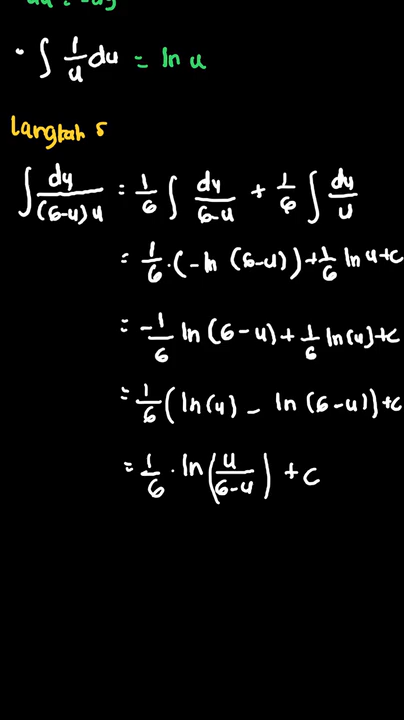 • ∫ 1/u du = ln u
Langkah 5
∫ du/((6-u)u) = 1/6 ∫ du/(6-u) + 1/6 ∫ du/u
= 1/6 · (-ln (6-u)) + 1/6 ln u + c
= -1/6 ln (6-u) + 1/6 ln(u) + c
= 1/6 (ln(u) - ln (6-u)) + c
= 1/6 · ln (u/(6-u)) + c